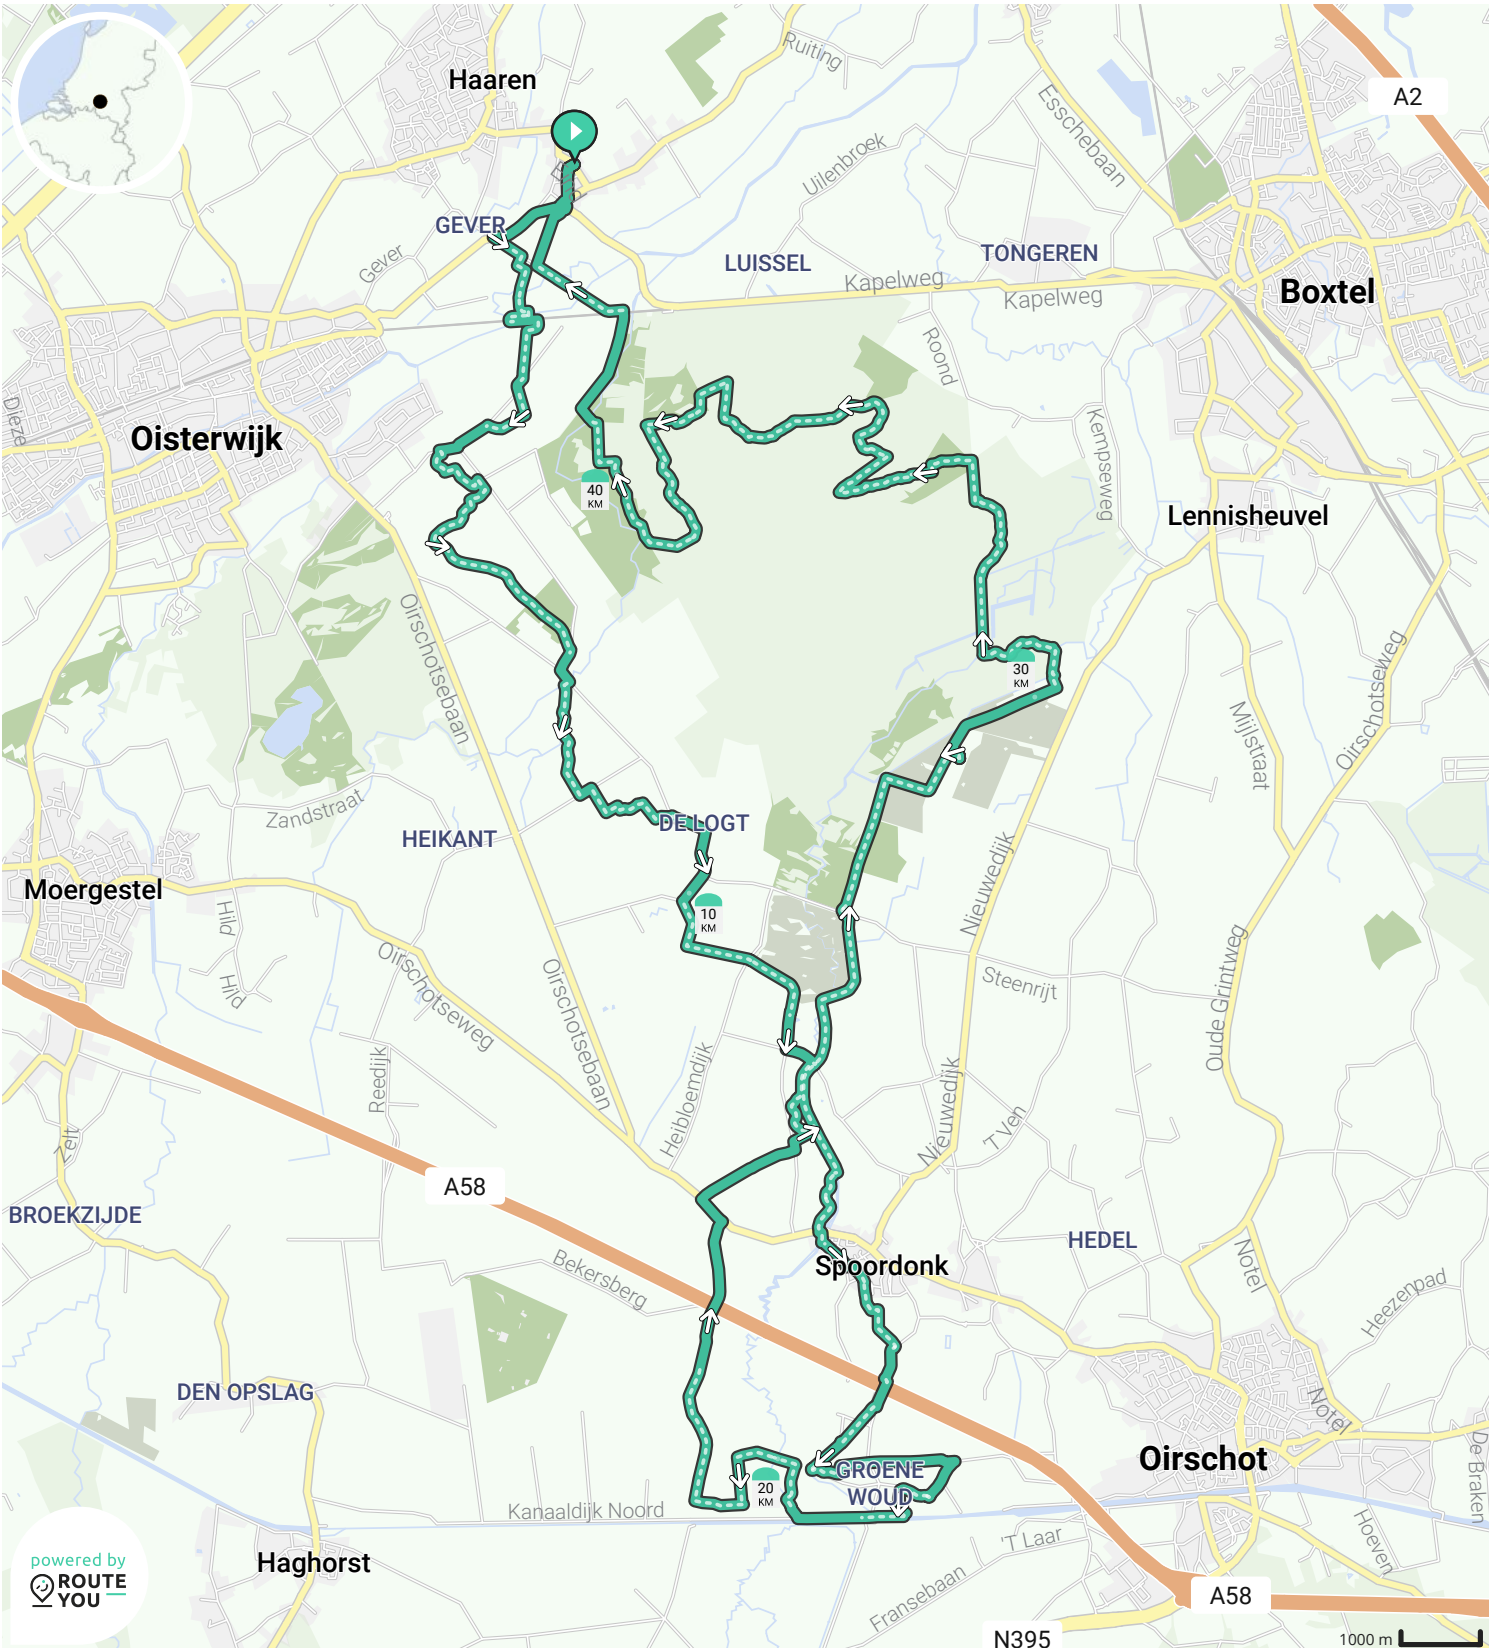 Ruiting
Haaren
A2
Esschebaan
Uilenbroek
GEVER
Gever
LUISSEL
TONGEREN
Kapelweg
Kapelweg
Boxtel
Roond
Dieze
Oisterwijk
Kempseweg
40
KM
Lennisheuvel
Oirschotsebaan
30
KM
Oirschotseweg
Mijlstraat
Zandstraat
HEIKANT
DE LOGT
Nieuwedijk
Moergestel
10
KM
Hild
Hild
Oirschotseweg
Oirschotsebaan
Steenrijt
Oude Grintweg
Reedijk
Heibloemdijk
Nieuwedijk
T Ven
Zelt
A58
BROEKZIJDE
HEDEL
Spoordonk
Bekersberg
Notel
Heezenpad
DEN OPSLAG
Notel
Oirschot
De Braken
GROENE
WOUD
20
KM
Kanaaldijk Noord
'T Laar
Hoeven
Haghorst
Fransebaan
A58
powered by
ROUTE
YOU
N395
1000 m